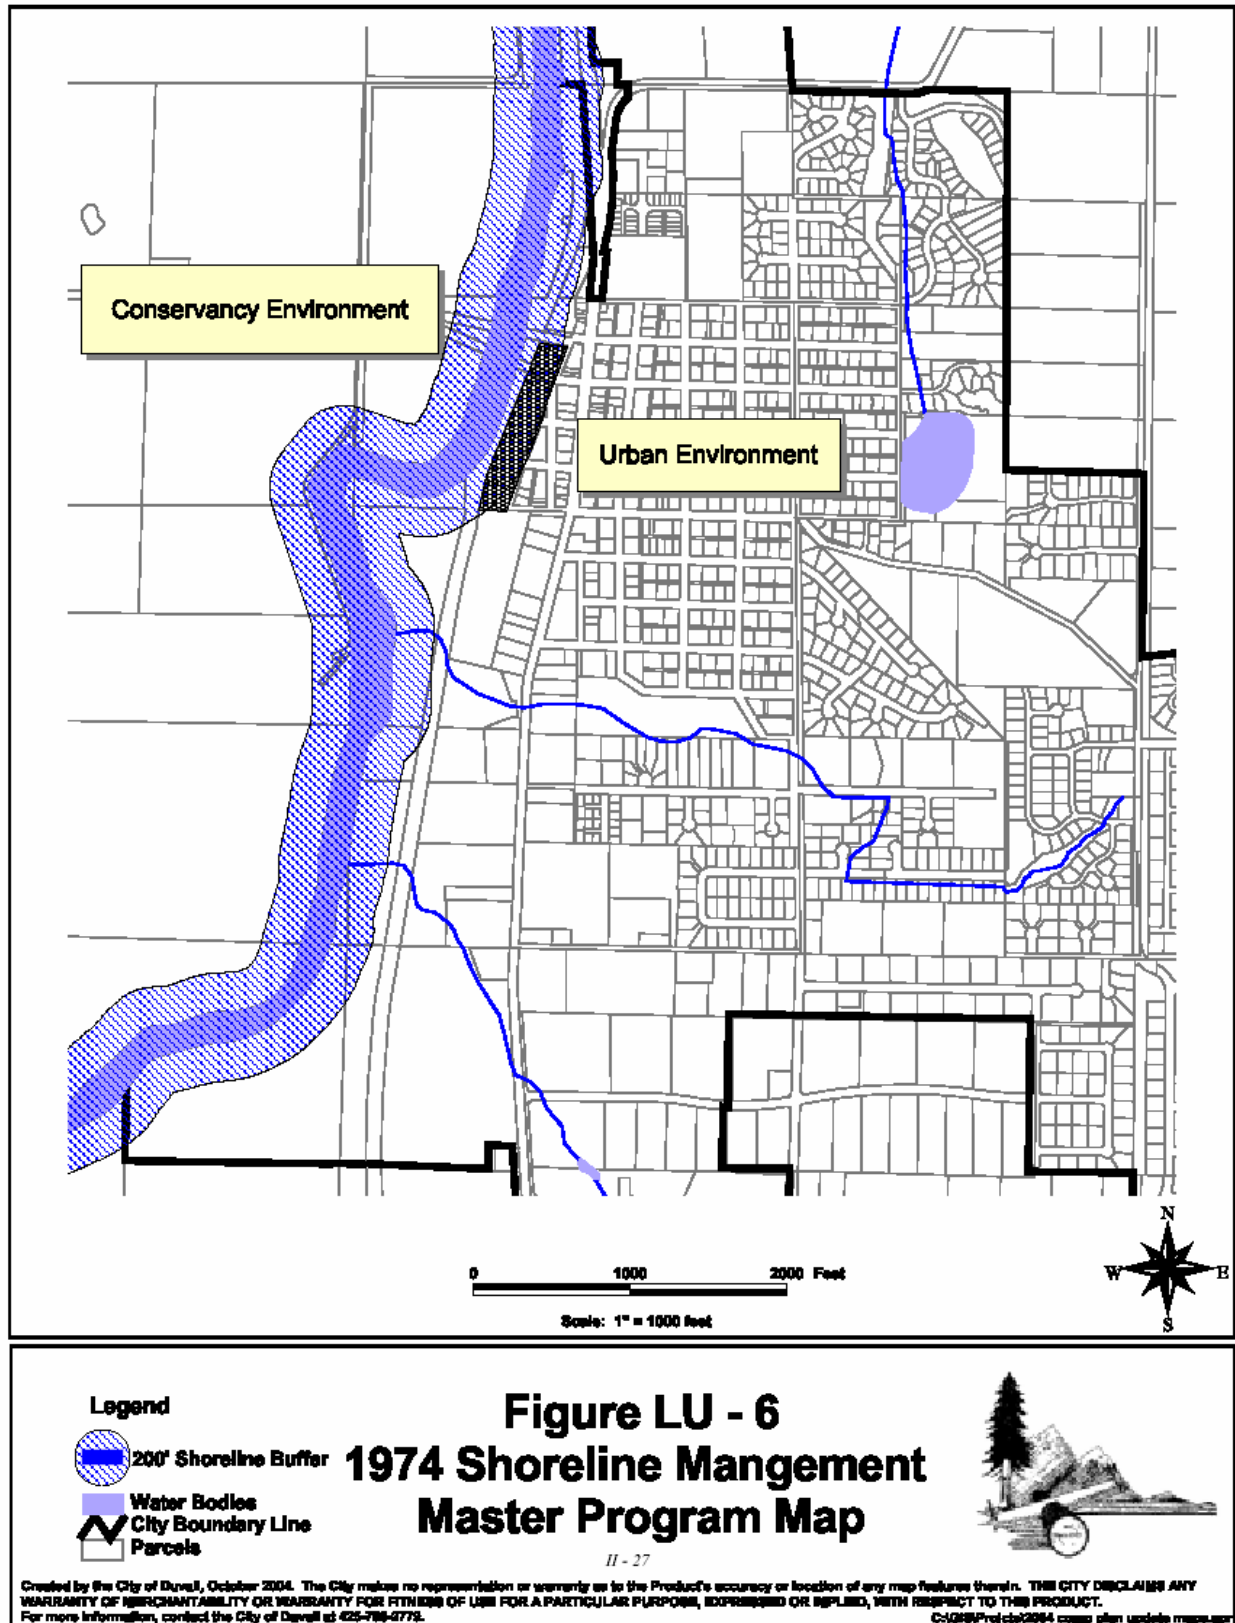 Conservancy Environment
Urban Environment
N
W
E
S
0 1000 2000 Feet
Scale: 1" = 1000 feet
Legend
200' Shoreline Buffer
Water Bodies
City Boundary Line
Parcels
Figure LU - 6
1974 Shoreline Mangement
Master Program Map
II - 27
Created by the City of Duvall, October 2004. The City makes no representation or warranty as to the Product's accuracy or location of any map features therein. THE CITY DISCLAIMS ANY
WARRANTY OF MERCHANTABILITY OR WARRANTY FOR FITNESS OF USE FOR A PARTICULAR PURPOSE, EXPRESSED OR IMPLIED, WITH RESPECT TO THIS PRODUCT.
For more information, contact the City of Duvall at